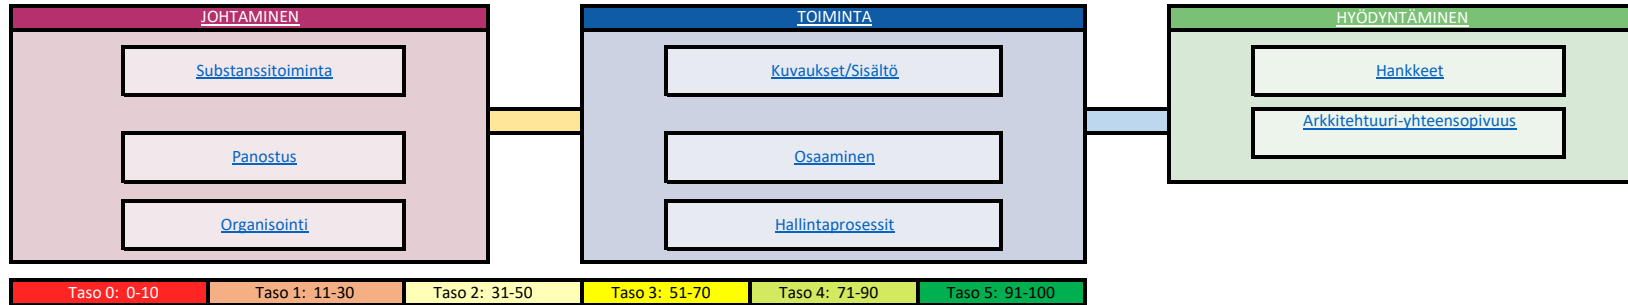 JOHTAMINEN
Substanssitoiminta
Panostus
Organisointi
TOIMINTA
Kuvaukset/Sisältö
Osaaminen
Hallintaprosessit
HYÖDYNTÄMINEN
Hankkeet
Arkkitehtuuri-yhteensopivuus
Taso 0: 0-10
Taso 1: 11-30
Taso 2: 31-50
Taso 3: 51-70
Taso 4: 71-90
Taso 5: 91-100